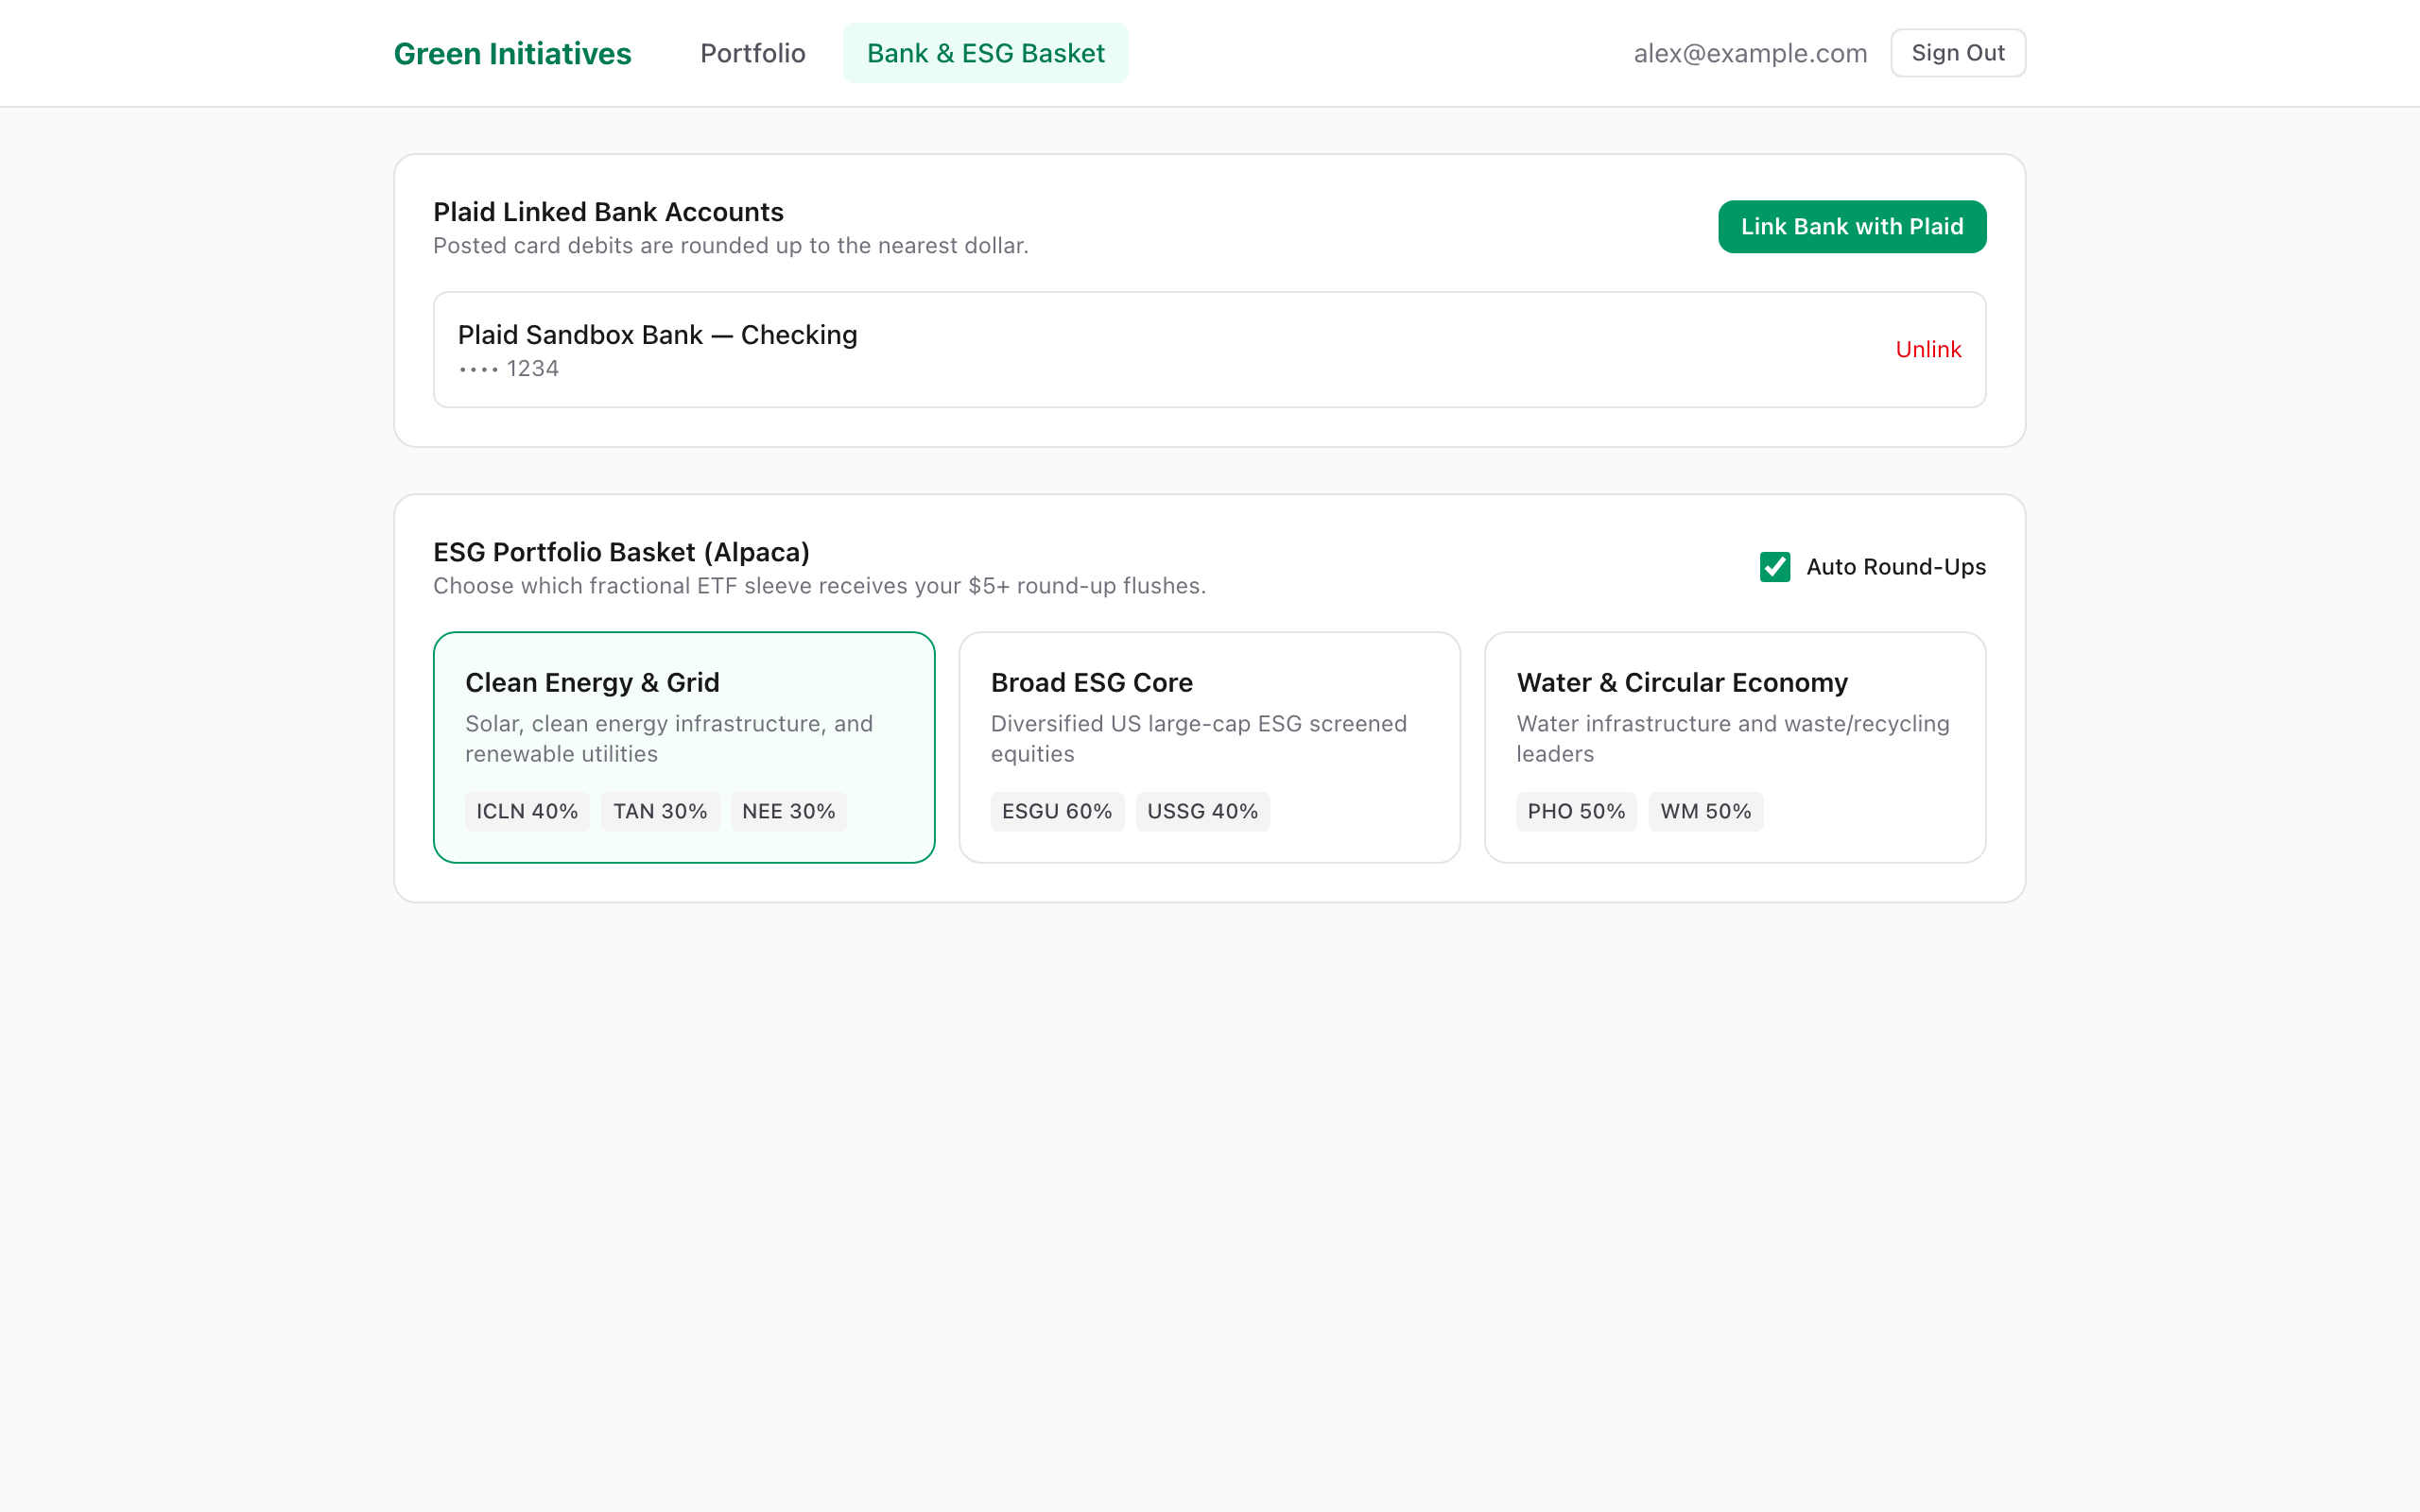 Green Initiatives
Portfolio
Bank & ESG Basket
alex@example.com
Sign Out
Plaid Linked Bank Accounts
Posted card debits are rounded up to the nearest dollar.
Link Bank with Plaid
Plaid Sandbox Bank — Checking
•••• 1234
Unlink
ESG Portfolio Basket (Alpaca)
Choose which fractional ETF sleeve receives your $5+ round-up flushes.
Auto Round-Ups
Clean Energy & Grid
Solar, clean energy infrastructure, and
renewable utilities
ICLN 40% TAN 30% NEE 30%
Broad ESG Core
Diversified US large-cap ESG screened
equities
ESGU 60% USSG 40%
Water & Circular Economy
Water infrastructure and waste/recycling
leaders
PHO 50% WM 50%